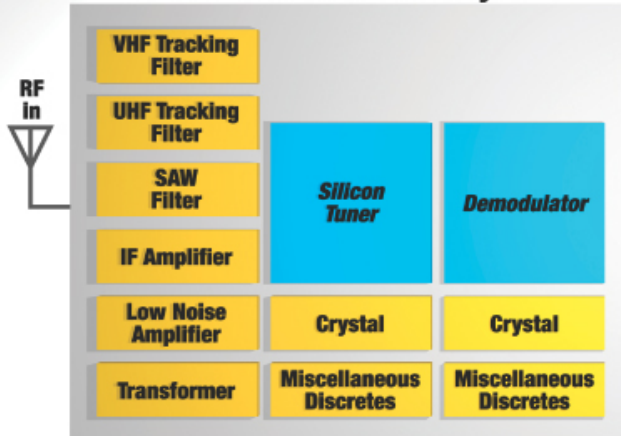 RF
in
VHF Tracking
Filter
UHF Tracking
Filter
SAW
Filter
IF Amplifier
Low Noise
Amplifier
Transformer
Silicon
Tuner
Crystal
Miscellaneous
Discretes
Demodulator
Crystal
Miscellaneous
Discretes